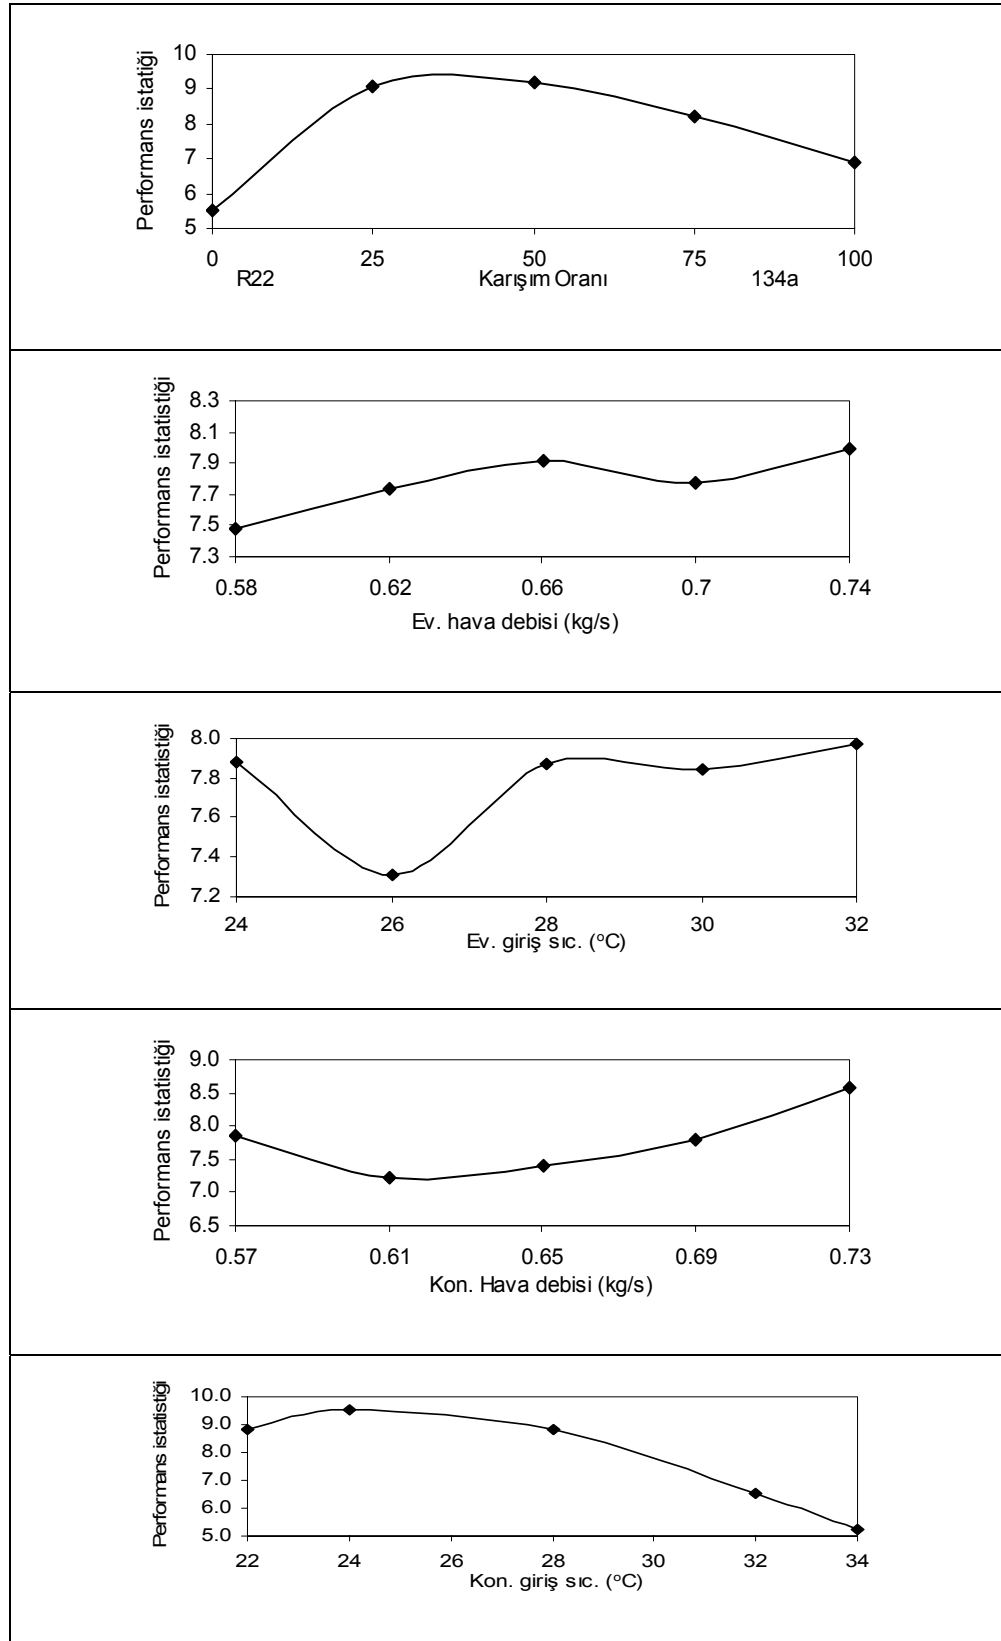 Performans istatiği
10
9
8
7
6
5
0 25 50 75 100
R22 Karışım Oranı 134a
Performans istatistiği
8.3
8.1
7.9
7.7
7.5
7.3
0.58 0.62 0.66 0.7 0.74
Ev. hava debisi (kg/s)
Performans istatistiği
8.0
7.8
7.6
7.4
7.2
24 26 28 30 32
Ev. giriş sıc. (°C)
Performans istatistiği
9.0
8.5
8.0
7.5
7.0
6.5
0.57 0.61 0.65 0.69 0.73
Kon. Hava debisi (kg/s)
Performans istatistiği
10.0
9.0
8.0
7.0
6.0
5.0
22 24 26 28 30 32 34
Kon. giriş sıc. (°C)